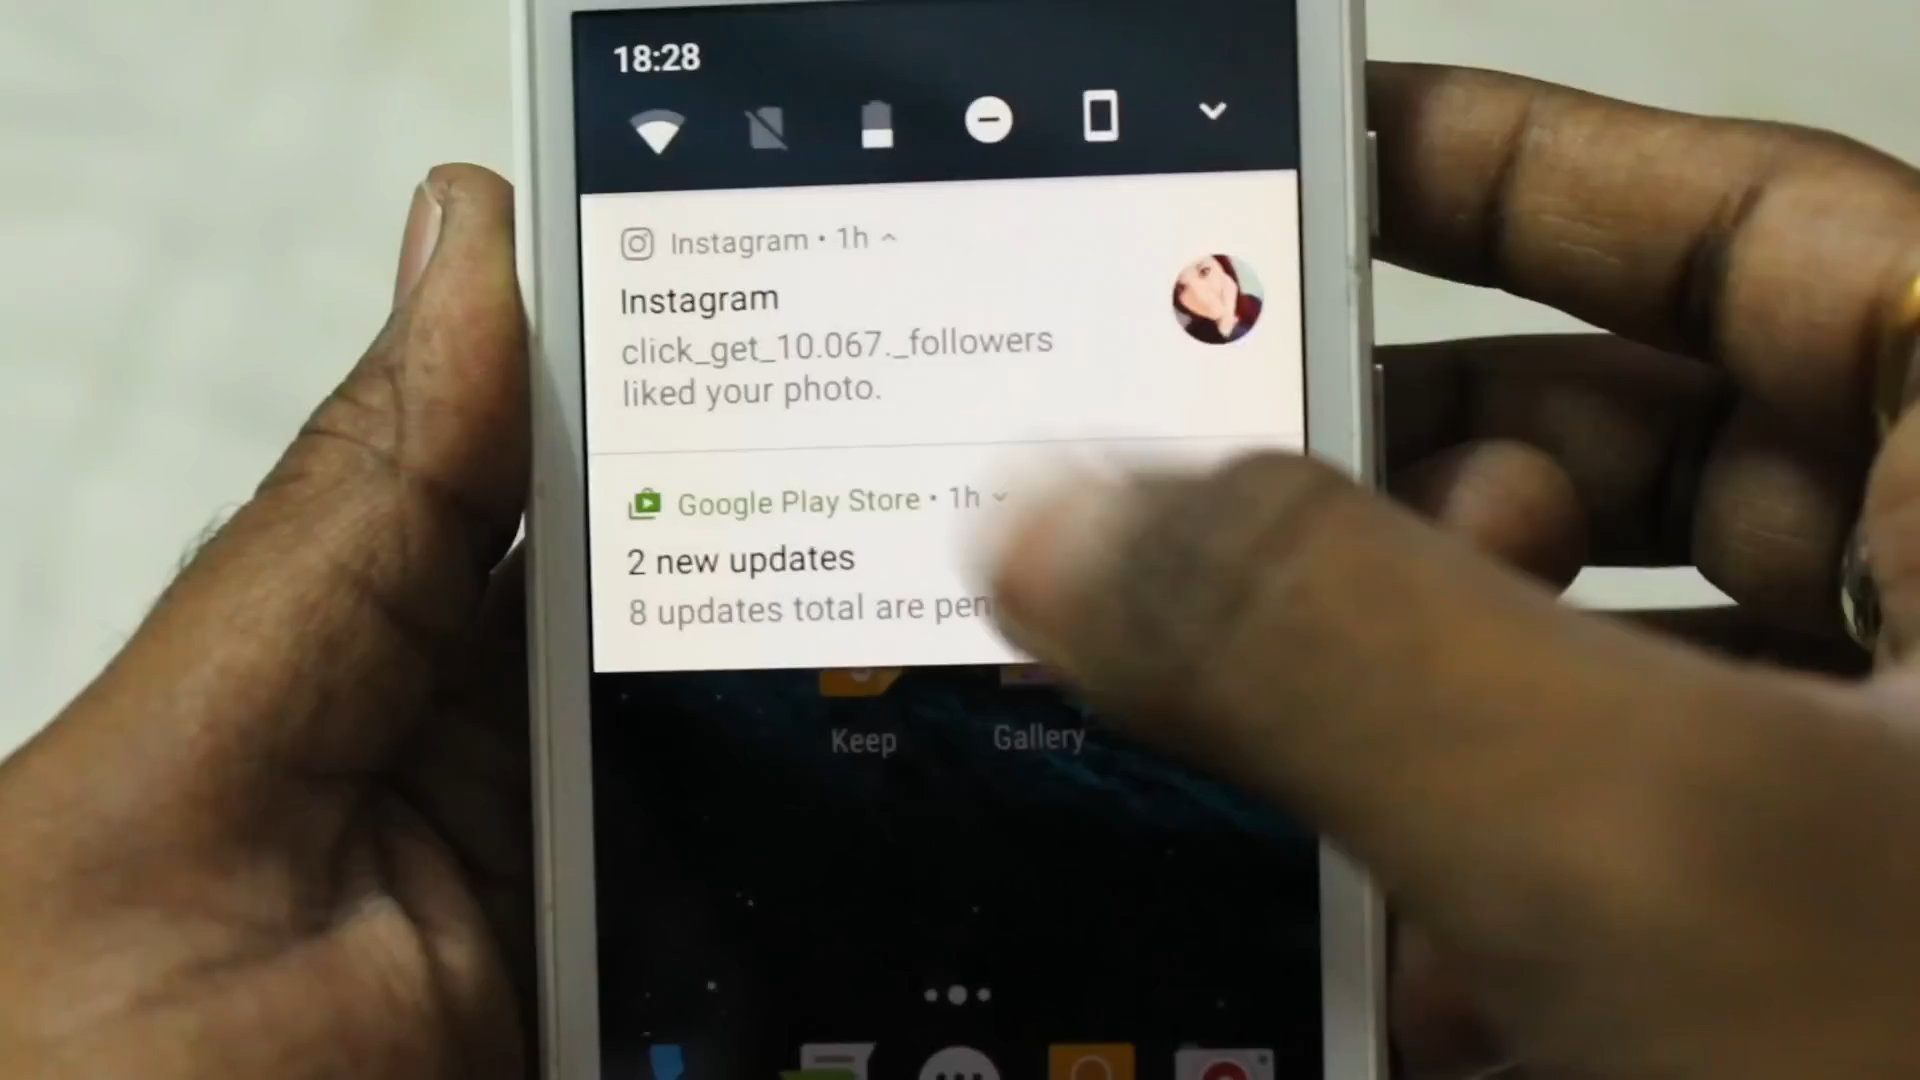 18:28
Instagram • 1h
Instagram
click_get_10.067._followers
liked your photo.
Google Play Store • 1h
2 new updates
8 updates total are
Keep
Gallery